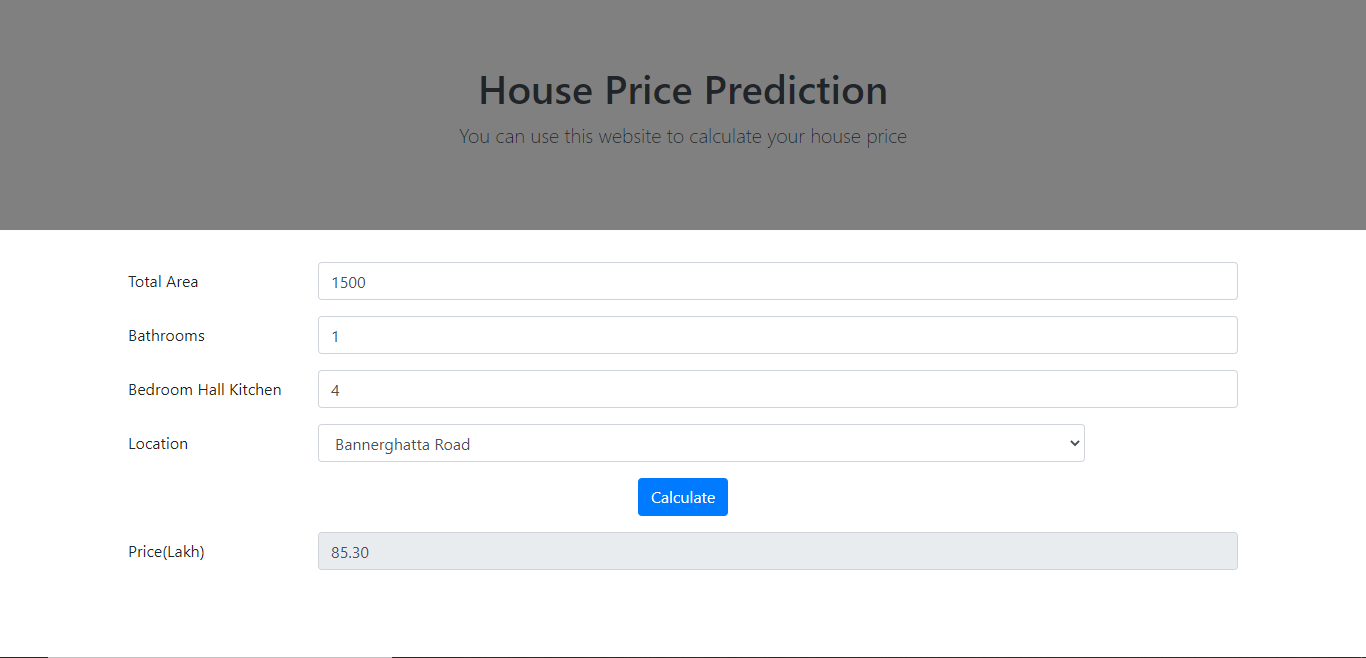 House Price Prediction
You can use this website to calculate your house price
Total Area 1500
Bathrooms 1
Bedroom Hall Kitchen 4
Location Bannerghatta Road
Calculate
Price(Lakh) 85.30